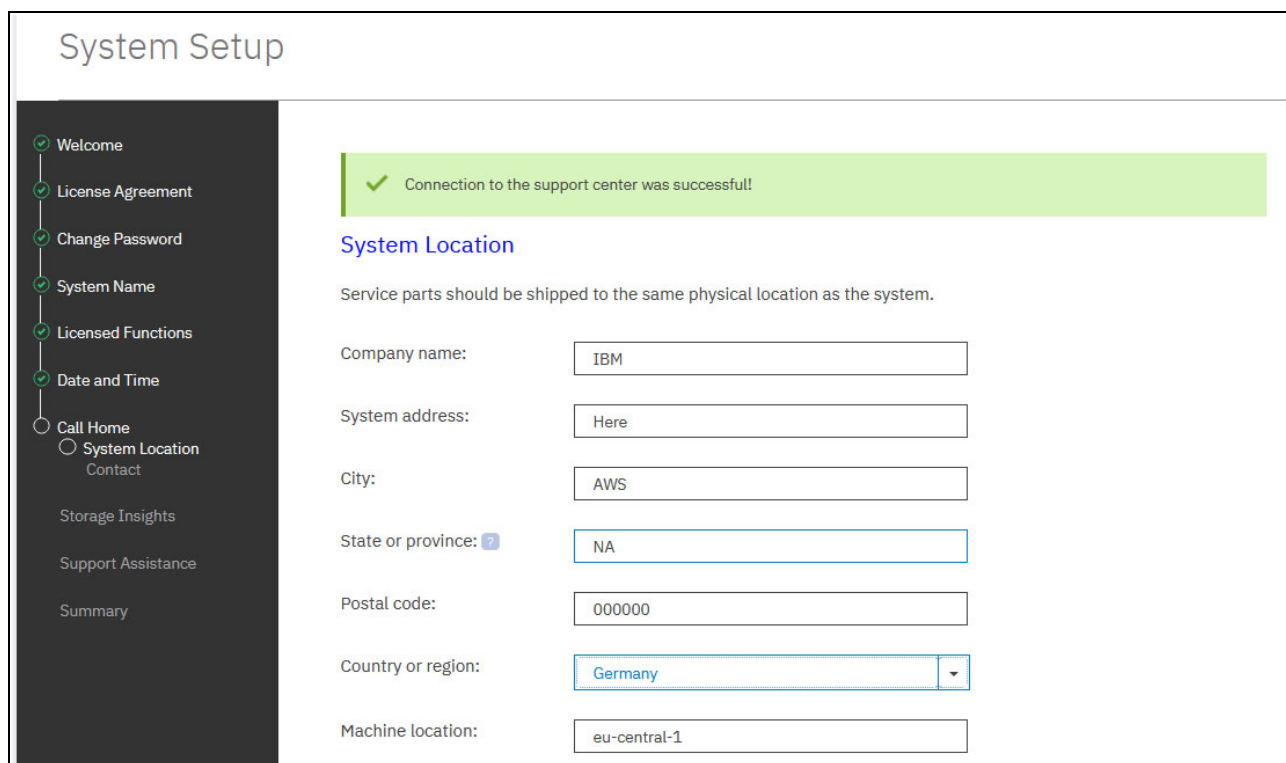 System Setup
Welcome
License Agreement
Change Password
System Name
Licensed Functions
Date and Time
Call Home
System Location
Contact
Storage Insights
Support Assistance
Summary
Connection to the support center was successful!
System Location
Service parts should be shipped to the same physical location as the system.
Company name: IBM
System address: Here
City: AWS
State or province: ? NA
Postal code: 000000
Country or region: Germany
Machine location: eu-central-1